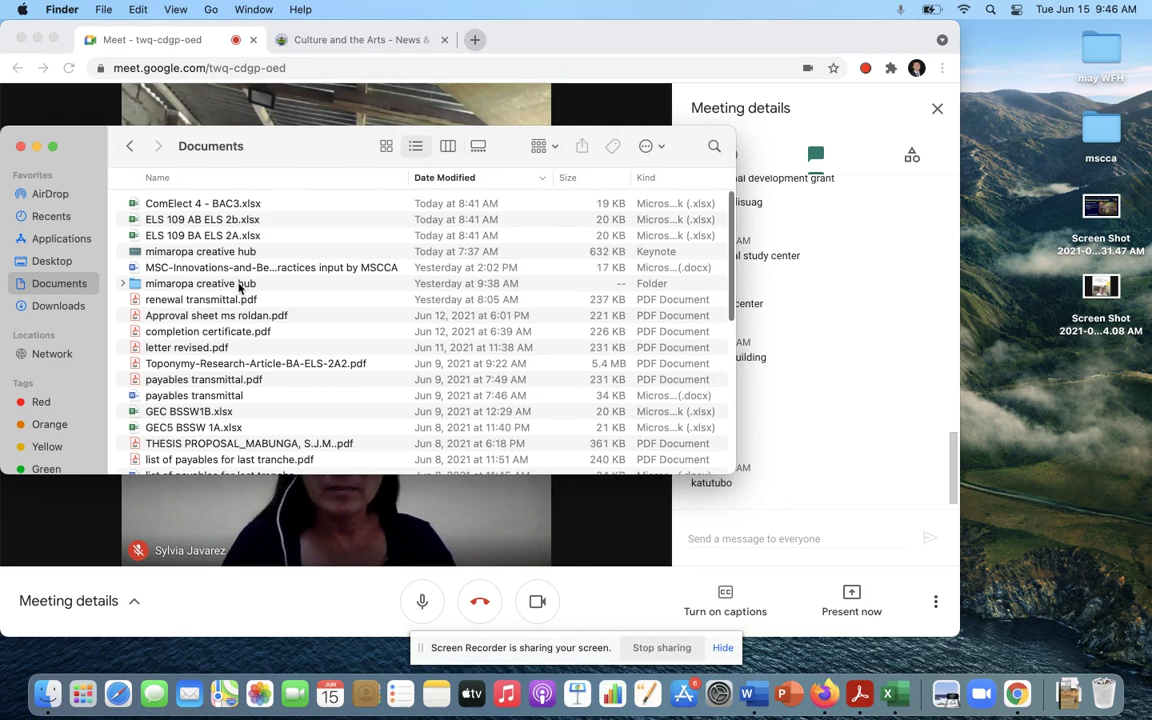 Finder File Edit View Go Window Help Tue Jun 15 9:46 AM
Meet - twq-cdgp-oed
Culture and the Arts - News &
meet.google.com/twq-cdgp-oed
Meeting details
al development grant
lisuag
AM
al study center
center
AM
uilding
AM
katutubo
Send a message to everyone
Documents
Favorites
AirDrop
Recents
Applications
Desktop
Documents
Downloads
Locations
Network
Tags
Red
Orange
Yellow
Green
Name Date Modified Size Kind
ComElect 4 - BAC3.xlsx Today at 8:41 AM 19 KB Micros...k (.xlsx)
ELS 109 AB ELS 2b.xlsx Today at 8:41 AM 20 KB Micros...k (.xlsx)
ELS 109 BA ELS 2A.xlsx Today at 8:41 AM 20 KB Micros...k (.xlsx)
mimaropa creative hub Today at 7:37 AM 632 KB Keynote
MSC-Innovations-and-Be...ractices input by MSCCA Yesterday at 2:02 PM 17 KB Micros...(.docx)
mimaropa creative hub Yesterday at 9:38 AM -- Folder
renewal transmittal.pdf Yesterday at 8:05 AM 237 KB PDF Document
Approval sheet ms roldan.pdf Jun 12, 2021 at 6:01 PM 221 KB PDF Document
completion certificate.pdf Jun 12, 2021 at 6:39 AM 226 KB PDF Document
letter revised.pdf Jun 11, 2021 at 11:38 AM 231 KB PDF Document
Toponymy-Research-Article-BA-ELS-2A2.pdf Jun 9, 2021 at 9:22 AM 5.4 MB PDF Document
payables transmittal.pdf Jun 9, 2021 at 7:49 AM 231 KB PDF Document
payables transmittal Jun 9, 2021 at 7:46 AM 34 KB Micros...(.docx)
GEC BSSW1B.xlsx Jun 9, 2021 at 12:29 AM 20 KB Micros...k (.xlsx)
GEC5 BSSW 1A.xlsx Jun 8, 2021 at 11:40 PM 21 KB Micros...k (.xlsx)
THESIS PROPOSAL_MABUNGA, S.J.M..pdf Jun 8, 2021 at 6:18 PM 361 KB PDF Document
list of payables for last tranche.pdf Jun 8, 2021 at 11:51 AM 240 KB PDF Document
Sylvia Javarez
Meeting details
Turn on captions
Present now
Screen Recorder is sharing your screen. Stop sharing Hide
may WFH
mscca
Screen Shot
2021-0...31.47 AM
Screen Shot
2021-0...4.08 AM
JUN
15
6